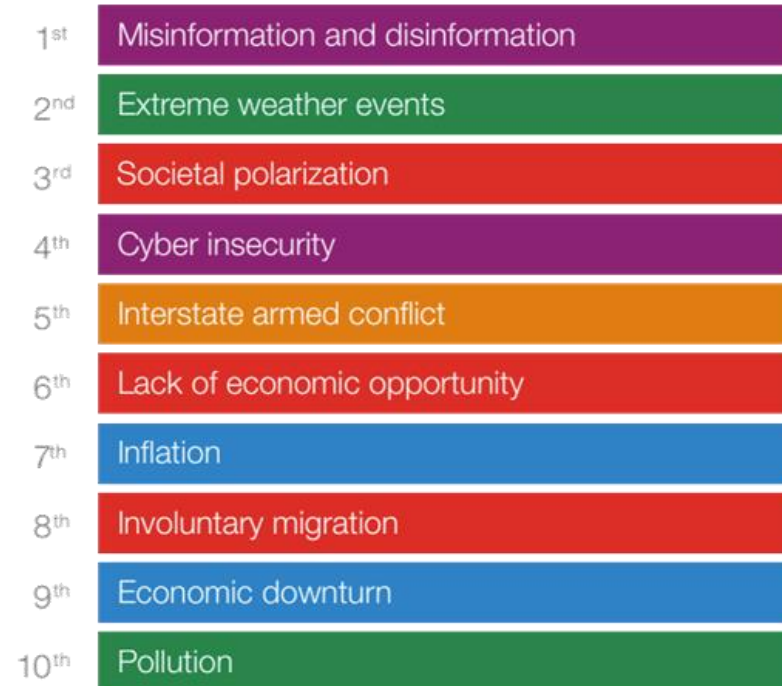 1st Misinformation and disinformation
2nd Extreme weather events
3rd Societal polarization
4th Cyber insecurity
5th Interstate armed conflict
6th Lack of economic opportunity
7th Inflation
8th Involuntary migration
9th Economic downturn
10th Pollution